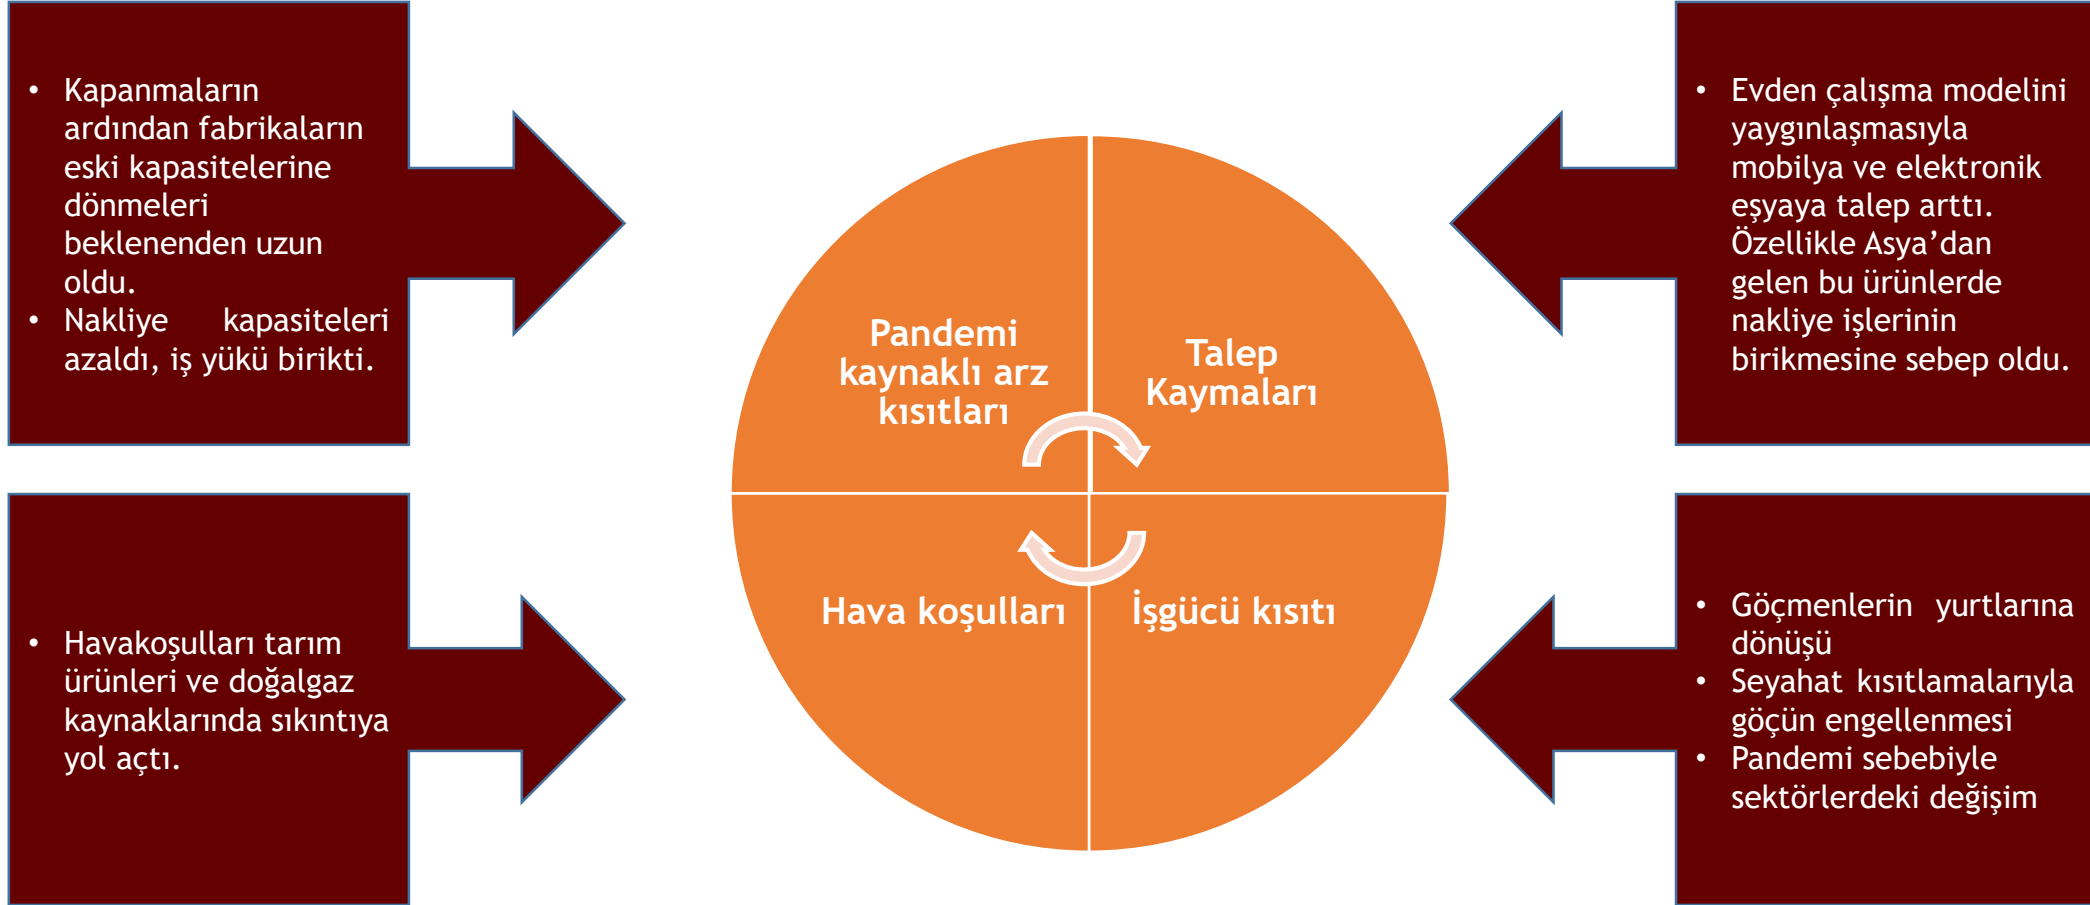 • Kapanmaların
ardından fabrikaların
eski kapasitelerine
dönmeleri
beklenenden uzun
oldu.
• Nakliye kapasiteleri
azaldı, iş yükü birikti.
• Evden çalışma modelini
yaygınlaşmasıyla
mobilya ve elektronik
eşyaya talep arttı.
Özellikle Asya’dan
gelen bu ürünlerde
nakliye işlerinin
birikmesine sebep oldu.
Pandemi
kaynaklı arz
kısıtları
Talep
Kaymaları
Hava koşulları
İşgücü kısıtı
• Havakoşulları tarım
ürünleri ve doğalgaz
kaynaklarında sıkıntıya
yol açtı.
• Göçmenlerin yurtlarına
dönüşü
• Seyahat kısıtlamalarıyla
göçün engellenmesi
• Pandemi sebebiyle
sektörlerdeki değişim